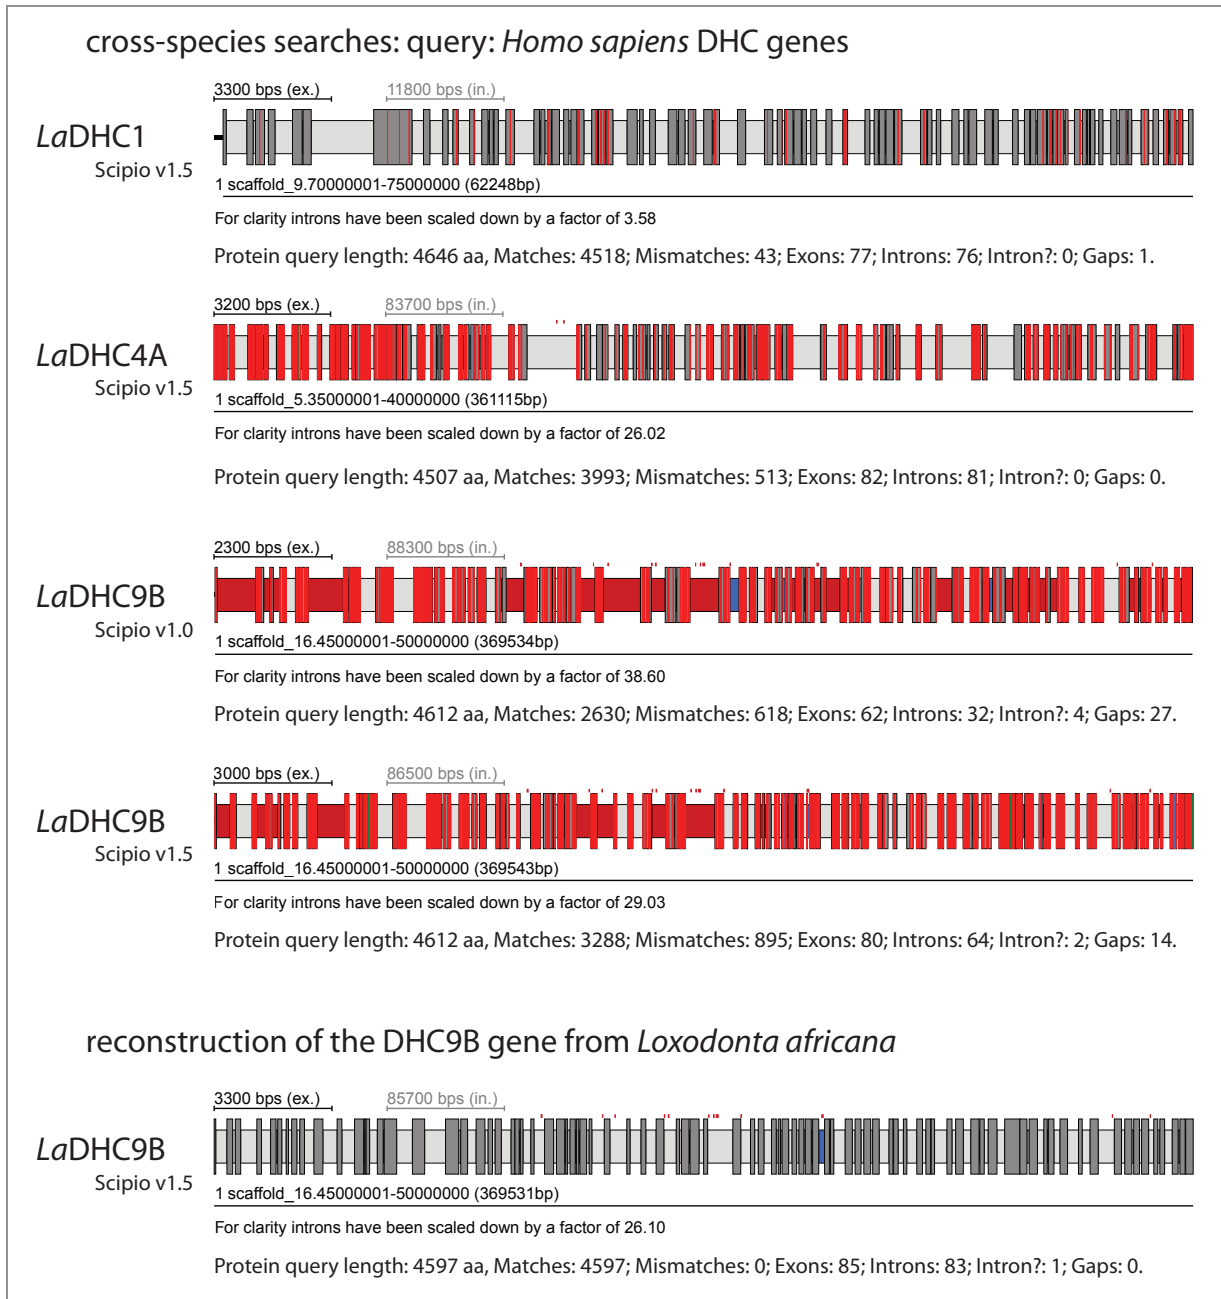 cross-species searches: query: Homo sapiens DHC genes
3300 bps (ex.) 11800 bps (in.)
LaDHC1
Scipio v1.5
1 scaffold_9.70000001-75000000 (62248bp)
For clarity introns have been scaled down by a factor of 3.58
Protein query length: 4646 aa, Matches: 4518; Mismatches: 43; Exons: 77; Introns: 76; Intron?: 0; Gaps: 1.
3200 bps (ex.) 83700 bps (in.)
LaDHC4A
Scipio v1.5
1 scaffold_5.35000001-40000000 (361115bp)
For clarity introns have been scaled down by a factor of 26.02
Protein query length: 4507 aa, Matches: 3993; Mismatches: 513; Exons: 82; Introns: 81; Intron?: 0; Gaps: 0.
2300 bps (ex.) 88300 bps (in.)
LaDHC9B
Scipio v1.0
1 scaffold_16.45000001-50000000 (369534bp)
For clarity introns have been scaled down by a factor of 38.60
Protein query length: 4612 aa, Matches: 2630; Mismatches: 618; Exons: 62; Introns: 32; Intron?: 4; Gaps: 27.
3000 bps (ex.) 86500 bps (in.)
LaDHC9B
Scipio v1.5
1 scaffold_16.45000001-50000000 (369543bp)
For clarity introns have been scaled down by a factor of 29.03
Protein query length: 4612 aa, Matches: 3288; Mismatches: 895; Exons: 80; Introns: 64; Intron?: 2; Gaps: 14.
reconstruction of the DHC9B gene from Loxodonta africana
3300 bps (ex.) 85700 bps (in.)
LaDHC9B
Scipio v1.5
1 scaffold_16.45000001-50000000 (369531bp)
For clarity introns have been scaled down by a factor of 26.10
Protein query length: 4597 aa, Matches: 4597; Mismatches: 0; Exons: 85; Introns: 83; Intron?: 1; Gaps: 0.